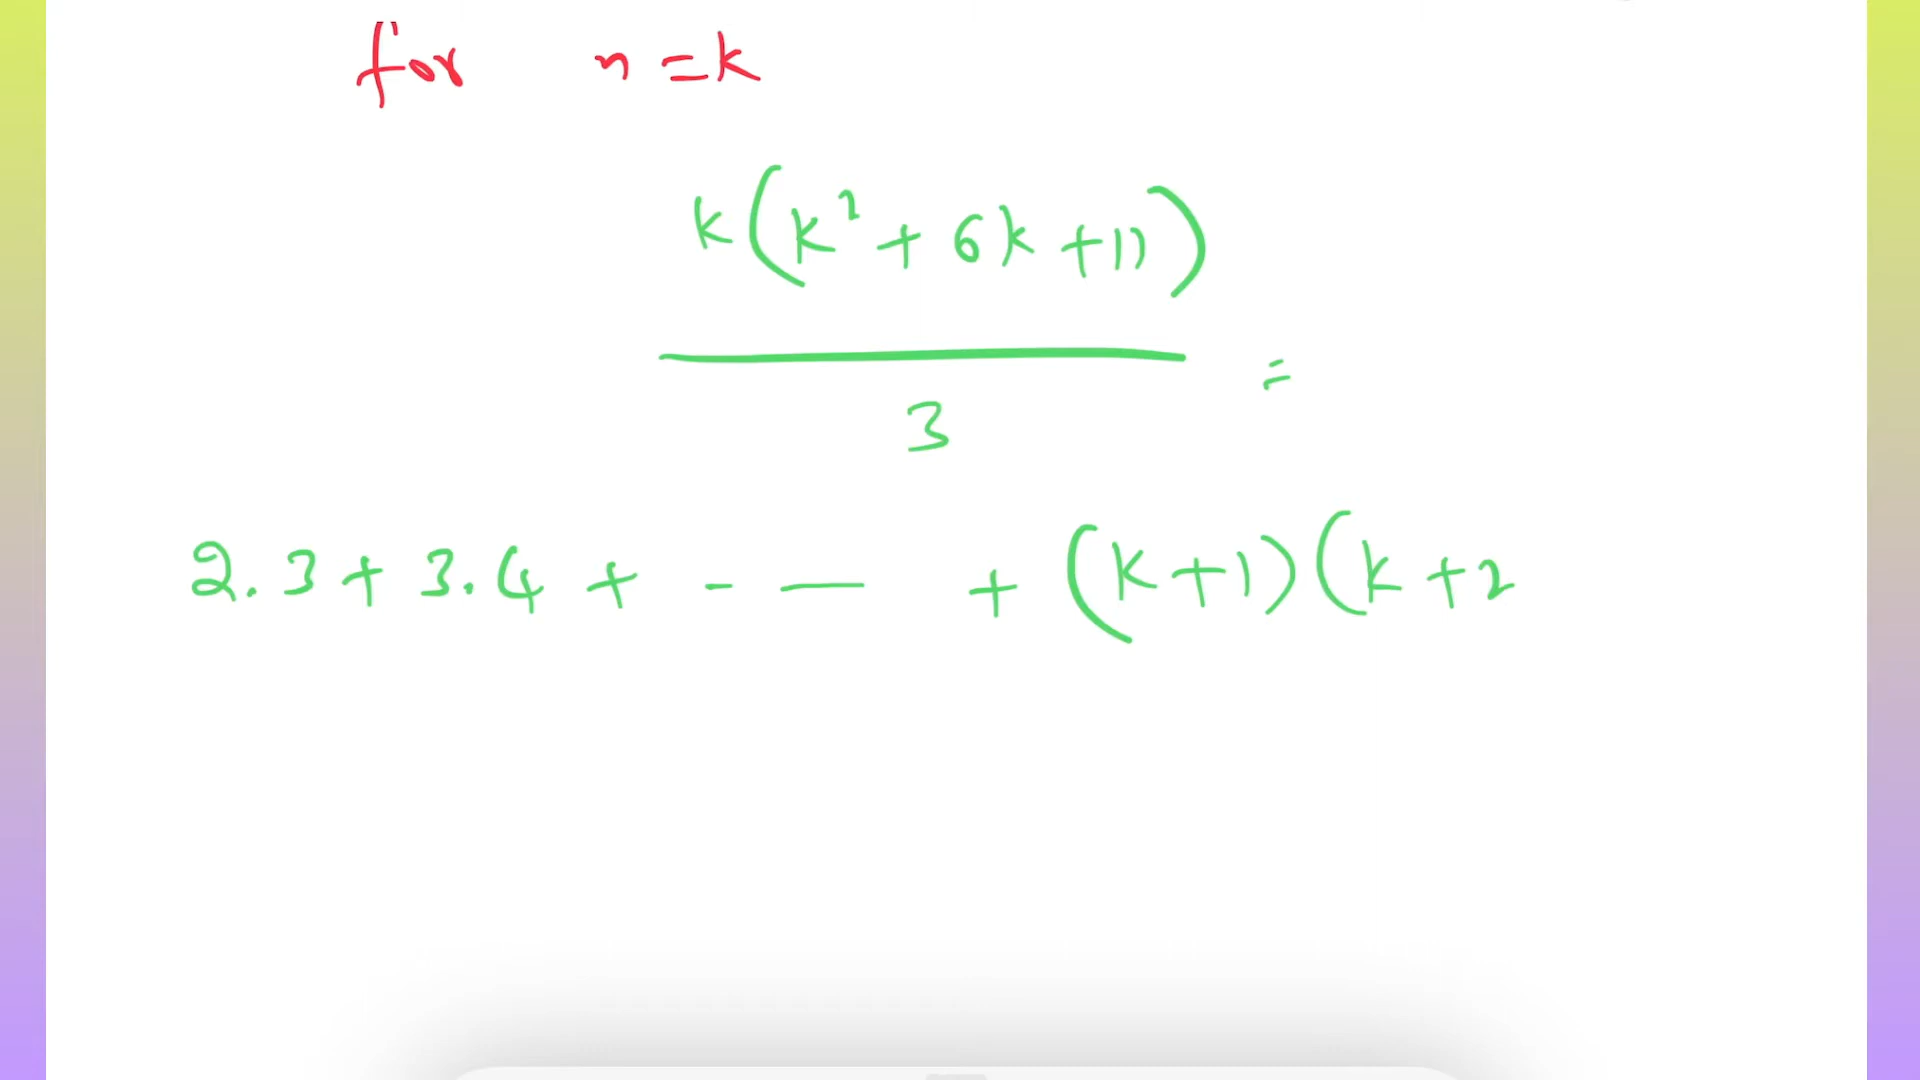 for n = k
k(k² + 6k + 11)
3 =
2.3 + 3.4 + - — + (k+1)(k+2